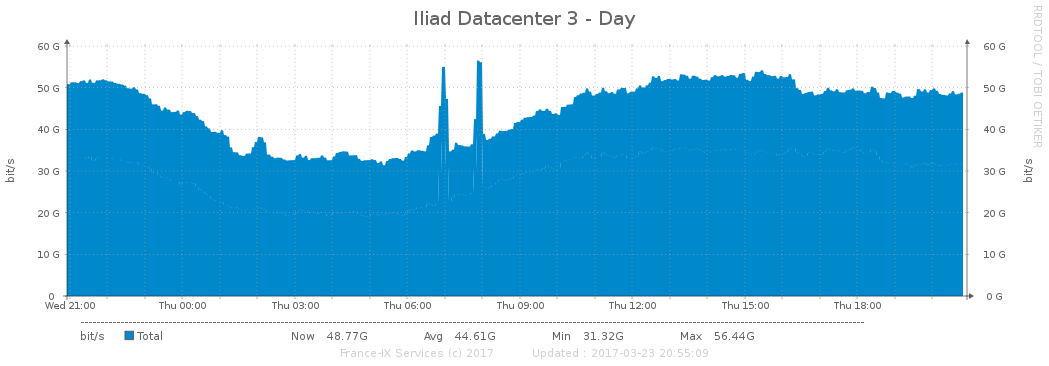 Iliad Datacenter 3 - Day
RRDTOOL / TOBI OETIKER
60 G 60 G
50 G 50 G
40 G 40 G
30 G 30 G
20 G 20 G
10 G 10 G
0 0 G
bit/s bit/s
Wed 21:00 Thu 00:00 Thu 03:00 Thu 06:00 Thu 09:00 Thu 12:00 Thu 15:00 Thu 18:00
bit/s Total Now 48.77G Avg 44.61G Min 31.32G Max 56.44G
France-IX Services (c) 2017 Updated : 2017-03-23 20:55:09